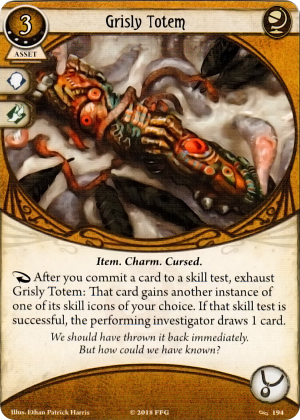 3
Grisly Totem
ASSET
Item. Charm. Cursed.
After you commit a card to a skill test, exhaust
Grisly Totem: That card gains another instance of
one of its skill icons of your choice. If that skill test is
successful, the performing investigator draws 1 card.
We should have thrown it back immediately.
But how could we have known?
Illus. Ethan Patrick Harris
© 2018 FFG
194